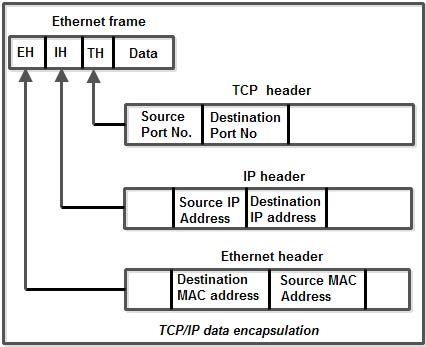 Ethernet frame
EH IH TH Data
TCP header
Source Destination
Port No. Port No
IP header
Source IP Destination
Address IP address
Ethernet header
Destination Source MAC
MAC address Address
TCP/IP data encapsulation